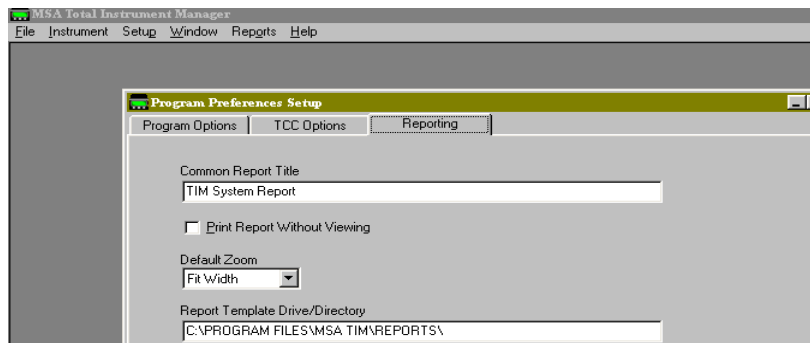 MSA Total Instrument Manager
File Instrument Setup Window Reports Help
Program Preferences Setup
Program Options TCC Options Reporting
Common Report Title
TIM System Report
Print Report Without Viewing
Default Zoom
Fit Width
Report Template Drive/Directory
C:\PROGRAM FILES\MSA TIM\REPORTS\